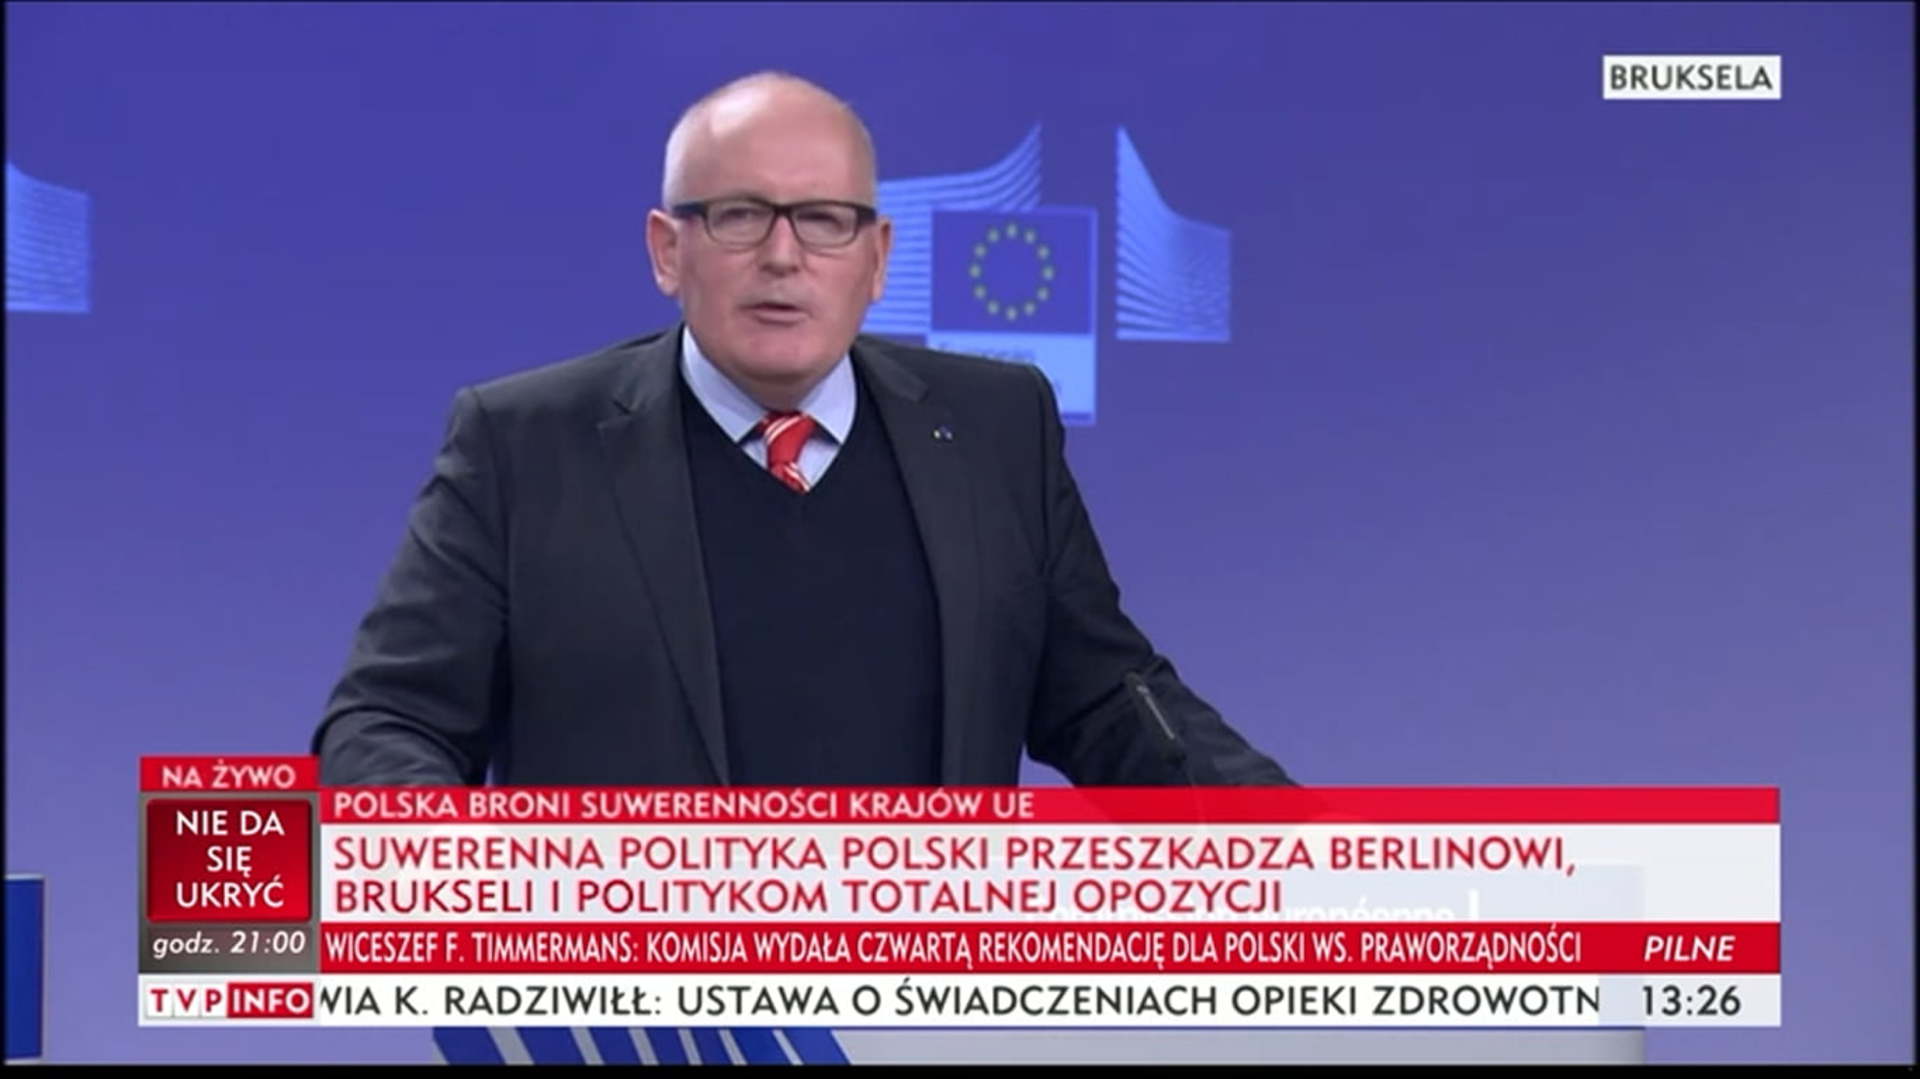 BRUKSELA
NA ŻYWO
NIE DA
SIĘ
UKRYĆ
godz. 21:00
POLSKA BRONI SUWERENNOŚCI KRAJÓW UE
SUWERENNA POLITYKA POLSKI PRZESZKADZA BERLINOWI,
BRUKSELI I POLITYKOM TOTALNEJ OPOZYCJI
WICESZEF F. TIMMERMANS: KOMISJA WYDAŁA CZWARTĄ REKOMENDACJĘ DLA POLSKI WS. PRAWORZĄDNOŚCI
PILNE
TVP INFO
WIA K. RADZIWIŁŁ: USTAWA O ŚWIADCZENIACH OPIEKI ZDROWOTN
13:26